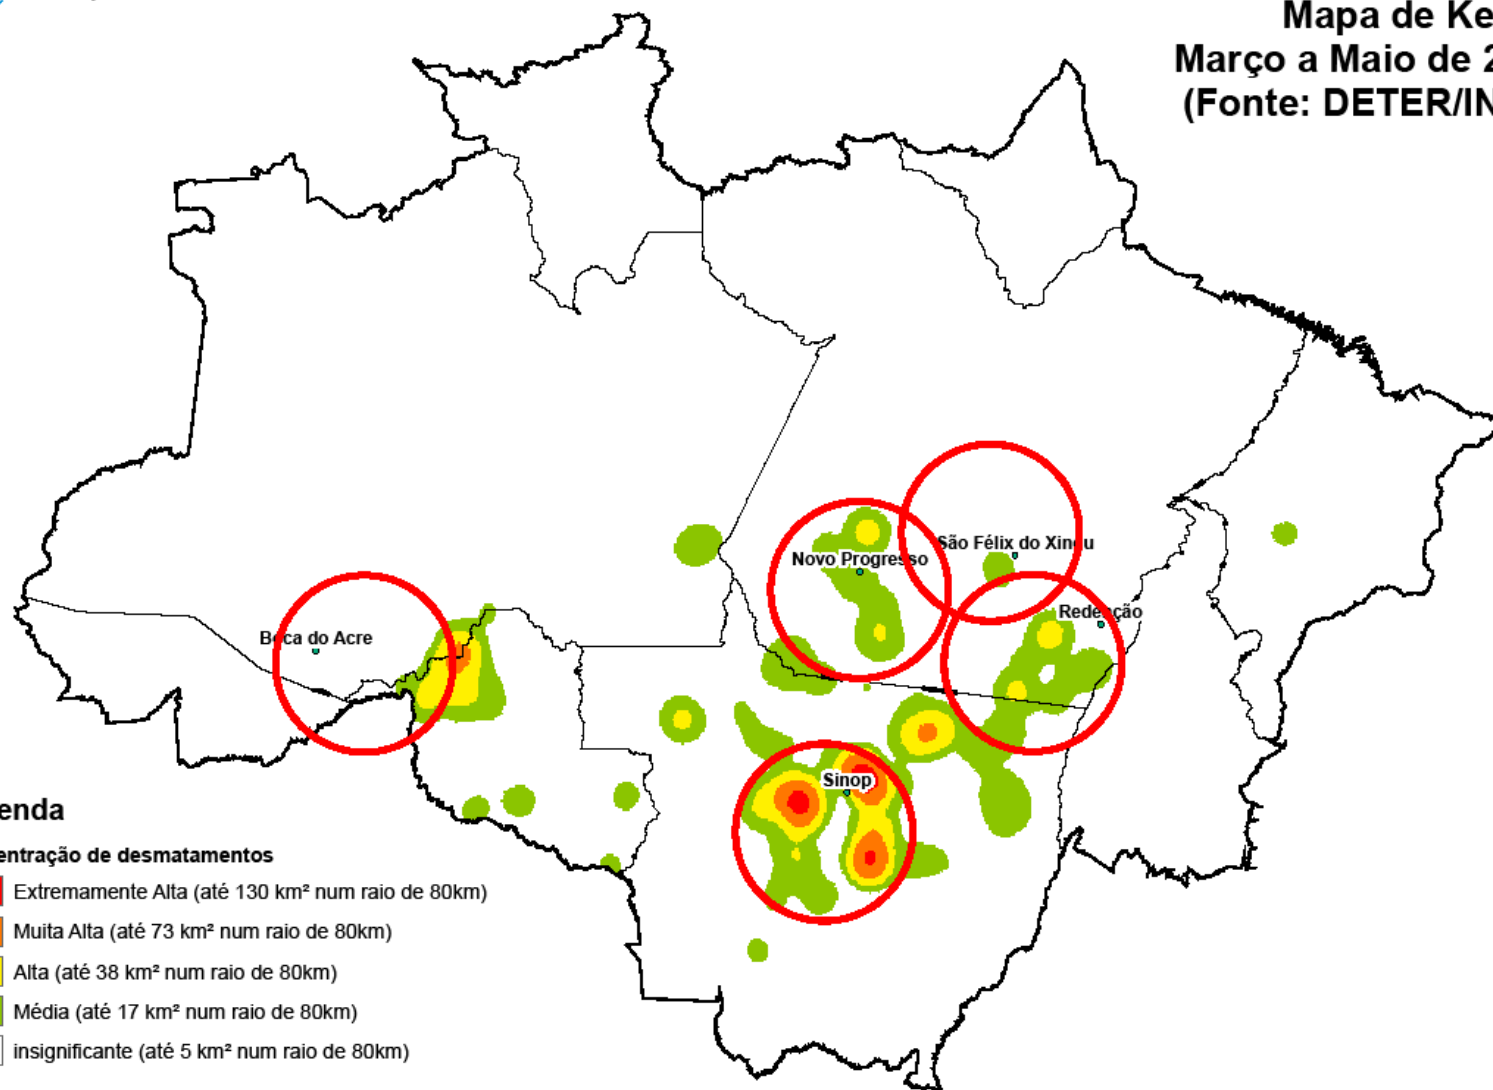 Mapa de Ke
Março a Maio de 2
(Fonte: DETER/IN
São Félix do Xingu
Novo Progresso
Redenção
Boca do Acre
Sinop
enda
entração de desmatamentos
Extremamente Alta (até 130 km² num raio de 80km)
Muita Alta (até 73 km² num raio de 80km)
Alta (até 38 km² num raio de 80km)
Média (até 17 km² num raio de 80km)
insignificante (até 5 km² num raio de 80km)